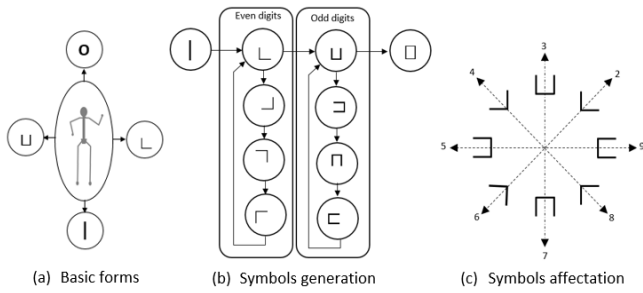 Even digits
Odd digits
o
3
4
2
5
9
6
8
7
(a) Basic forms
(b) Symbols generation
(c) Symbols affectation